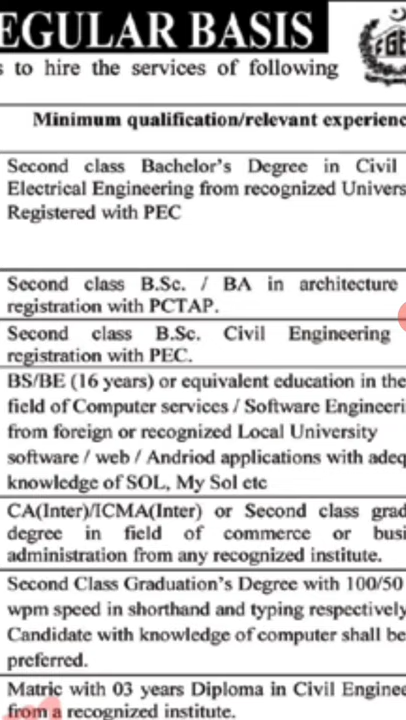 EGULAR BASIS
s to hire the services of following
FGE
Minimum qualification/relevant experienc
Second class Bachelor's Degree in Civil
Electrical Engineering from recognized Univers
Registered with PEC
Second class B.Sc. / BA in architecture
registration with PCTAP.
Second class B.Sc. Civil Engineering
registration with PEC.
BS/BE (16 years) or equivalent education in the
field of Computer services / Software Engineeri
from foreign or recognized Local University
software / web / Andriod applications with adeq
knowledge of SOL, My Sol etc
CA(Inter)/ICMA(Inter) or Second class grad
degree in field of commerce or busi
administration from any recognized institute.
Second Class Graduation's Degree with 100/50
wpm speed in shorthand and typing respectively
Candidate with knowledge of computer shall be
preferred.
Matric with 03 years Diploma in Civil Enginee
from a recognized institute.